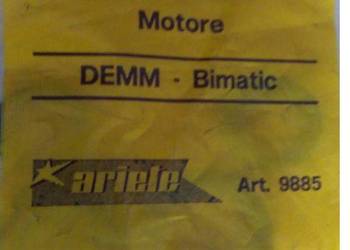 Motore
DEMM - Bimatic
ariete Art. 9885